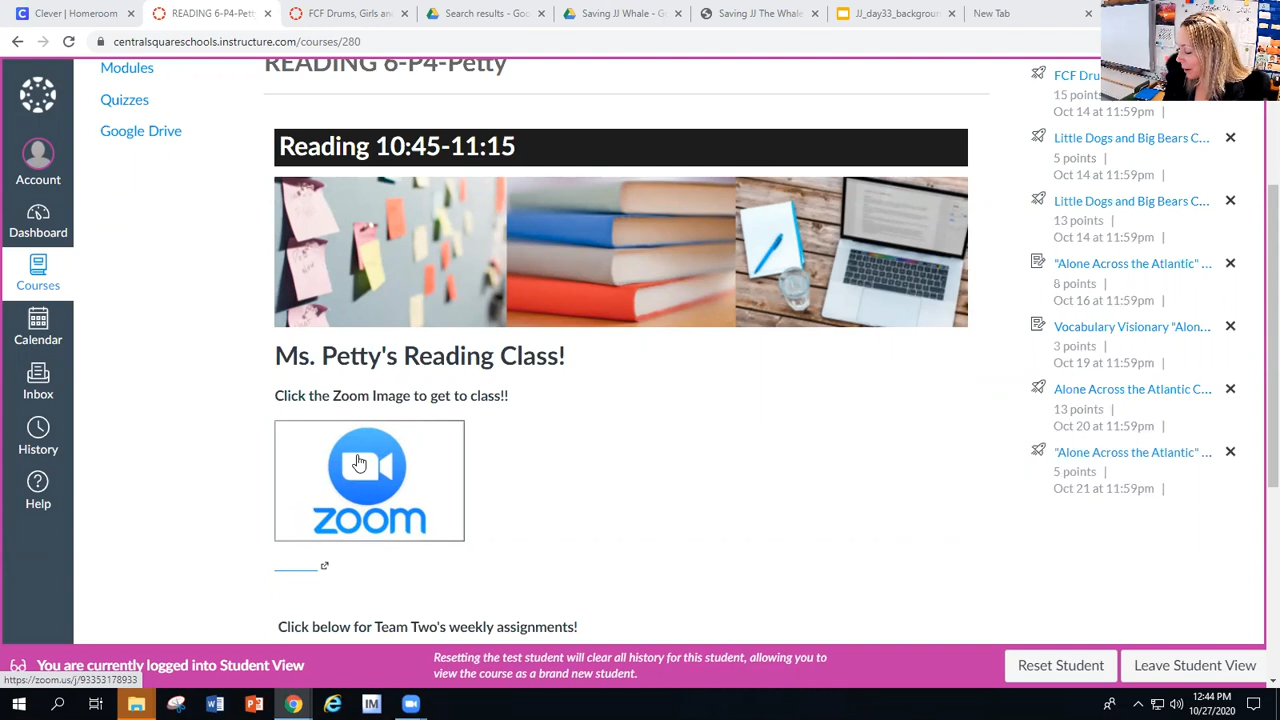 Clever | Homeroom
READING 6-P4-Petty
FCF Drums, Girls an
Search results - Goo
Saving JJ Whale - G
Saving JJ The Whale
JJ_day33_backgroun
New Tab
centralsquareschools.instructure.com/courses/280
Account
Dashboard
Courses
Calendar
Inbox
History
Help
Modules
Quizzes
Google Drive
READING 6-P4-Petty
Reading 10:45-11:15
Ms. Petty's Reading Class!
Click the Zoom Image to get to class!!
zoom
Click below for Team Two's weekly assignments!
FCF Dru
15 points |
Oct 14 at 11:59pm |
Little Dogs and Big Bears C...
5 points |
Oct 14 at 11:59pm |
Little Dogs and Big Bears C...
13 points |
Oct 14 at 11:59pm |
"Alone Across the Atlantic" ...
8 points |
Oct 16 at 11:59pm |
Vocabulary Visionary "Alon...
3 points |
Oct 19 at 11:59pm |
Alone Across the Atlantic C...
13 points |
Oct 20 at 11:59pm |
"Alone Across the Atlantic" ...
5 points |
Oct 21 at 11:59pm |
You are currently logged into Student View
Resetting the test student will clear all history for this student, allowing you to
view the course as a brand new student.
Reset Student
Leave Student View
https://zoom.us/j/93353178933
IM
12:44 PM
10/27/2020